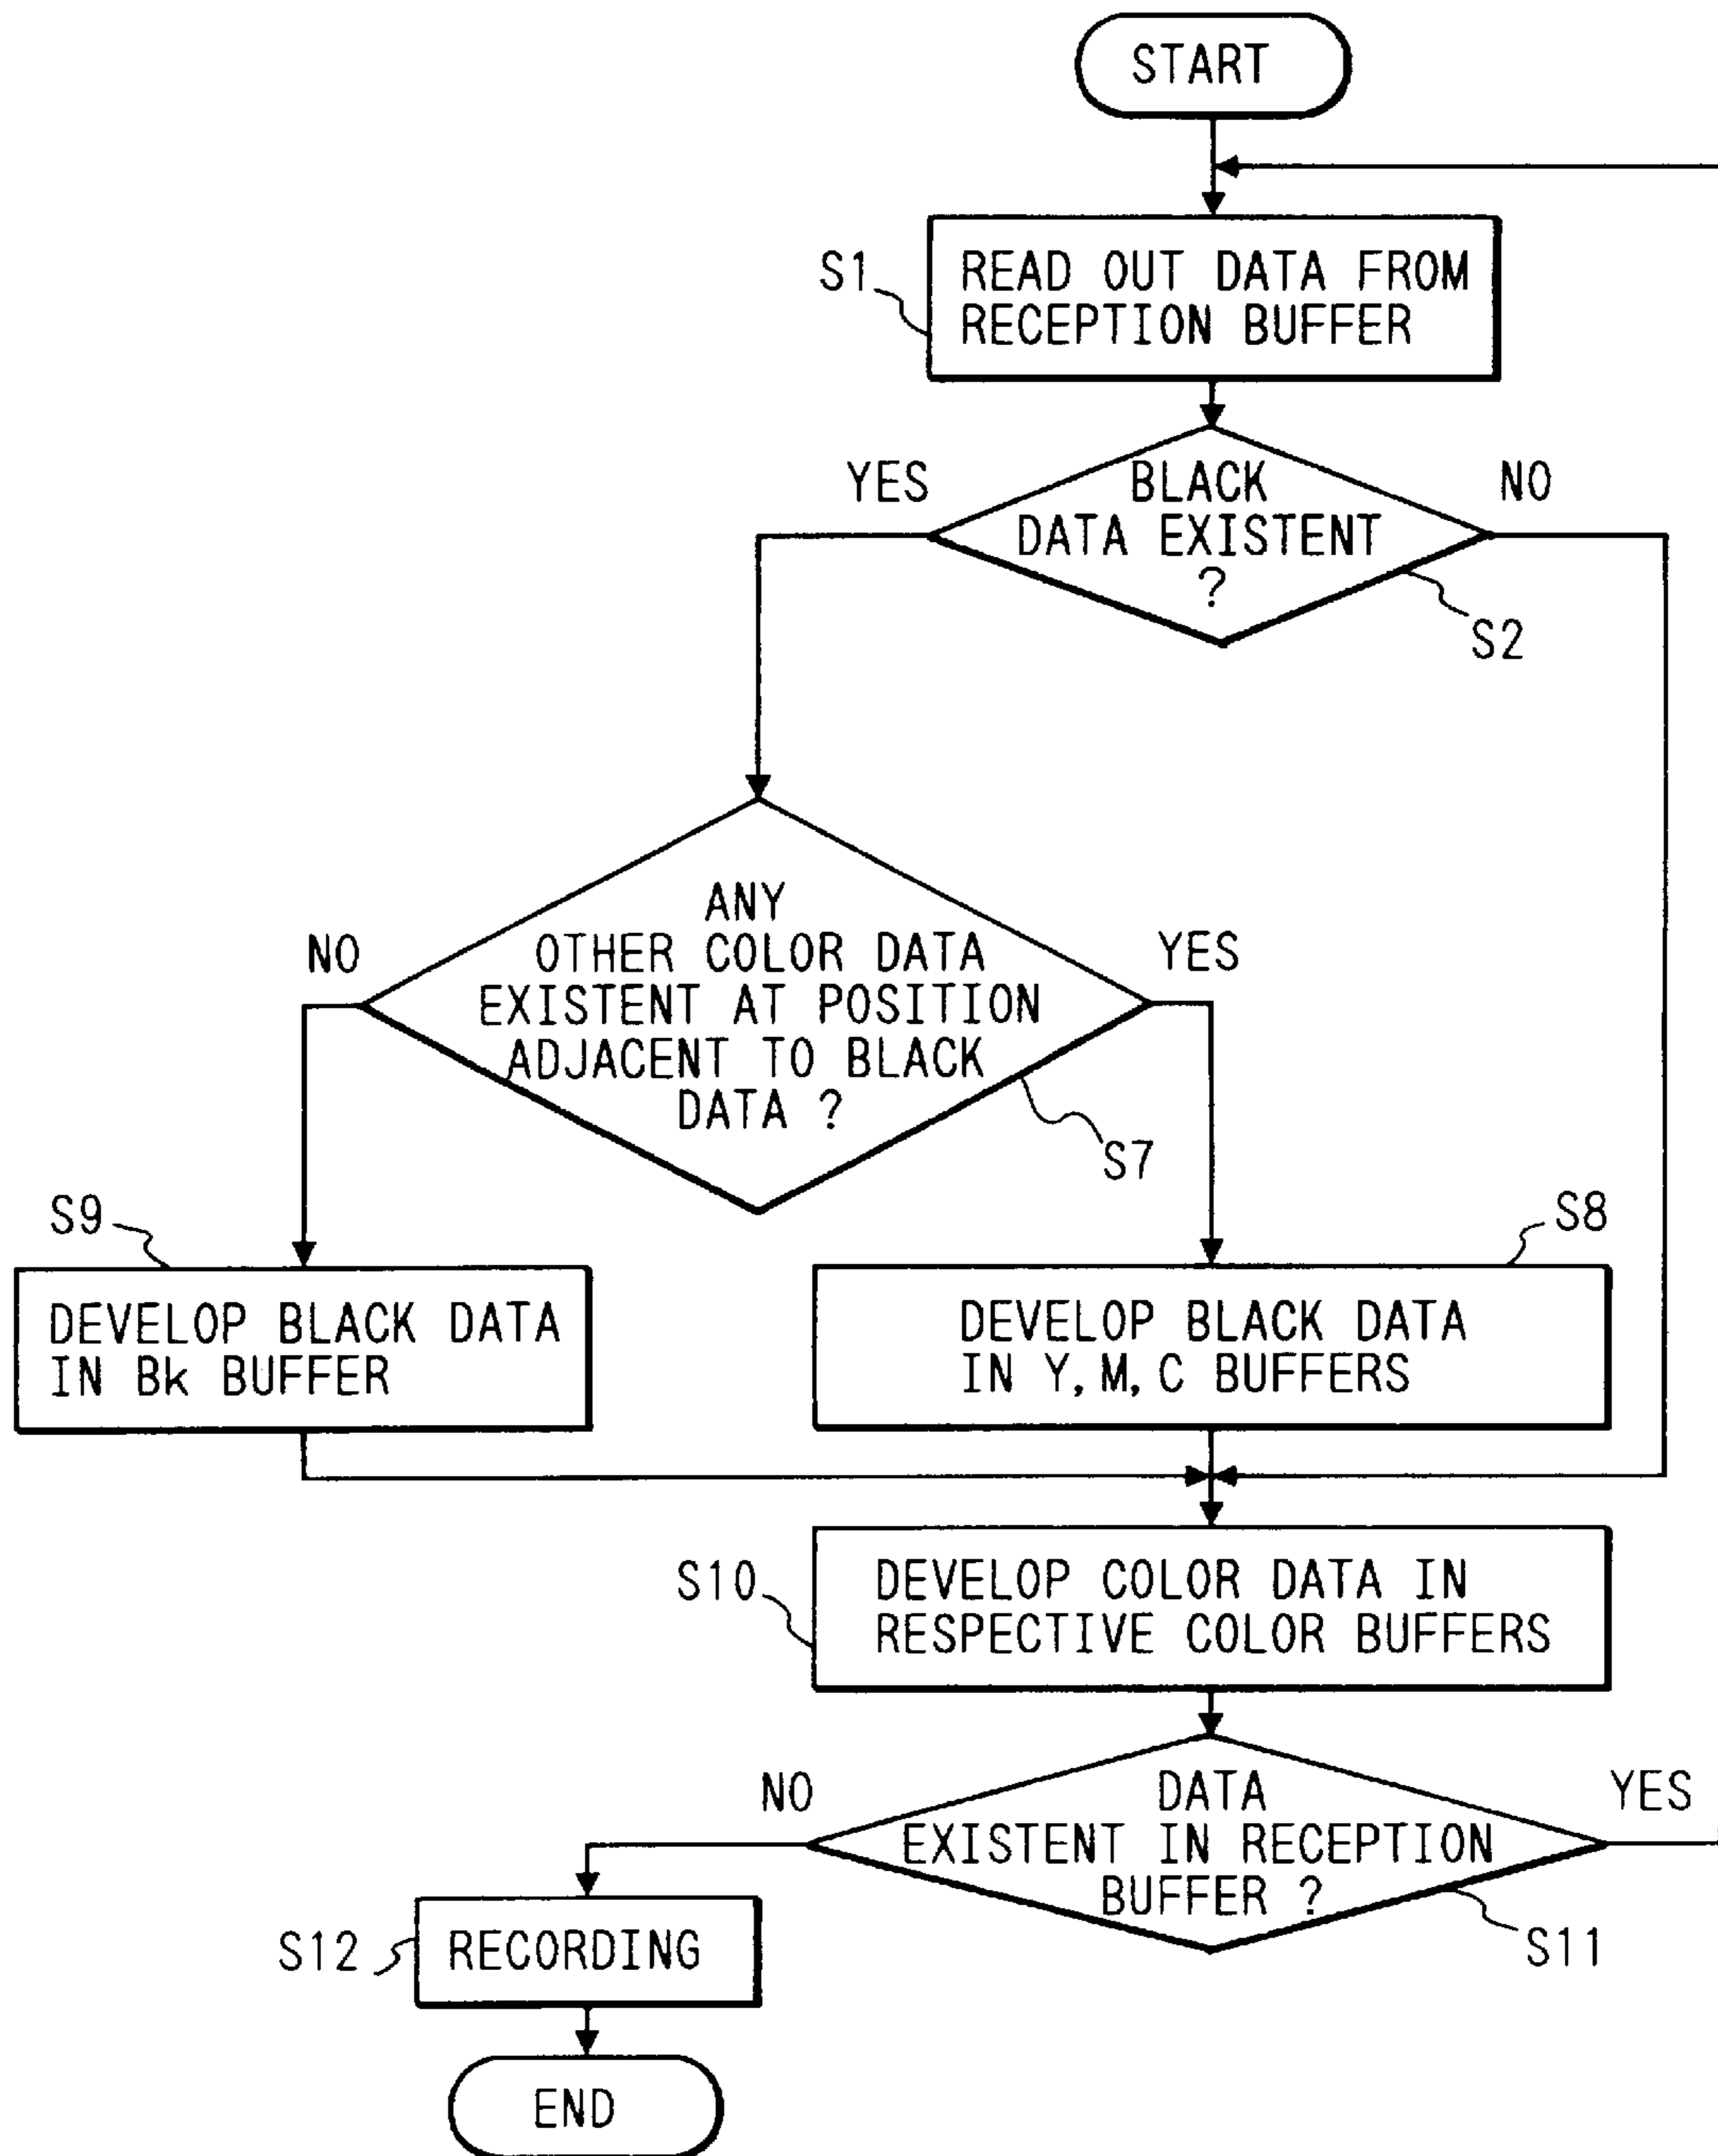 START
S1
READ OUT DATA FROM
RECEPTION BUFFER
YES
BLACK
DATA EXISTENT
?
NO
S2
NO
ANY
OTHER COLOR DATA
EXISTENT AT POSITION
ADJACENT TO BLACK
DATA ?
YES
S7
S9
DEVELOP BLACK DATA
IN Bk BUFFER
S8
DEVELOP BLACK DATA
IN Y, M, C BUFFERS
S10
DEVELOP COLOR DATA IN
RESPECTIVE COLOR BUFFERS
NO
DATA
EXISTENT IN RECEPTION
BUFFER ?
YES
S11
S12
RECORDING
END